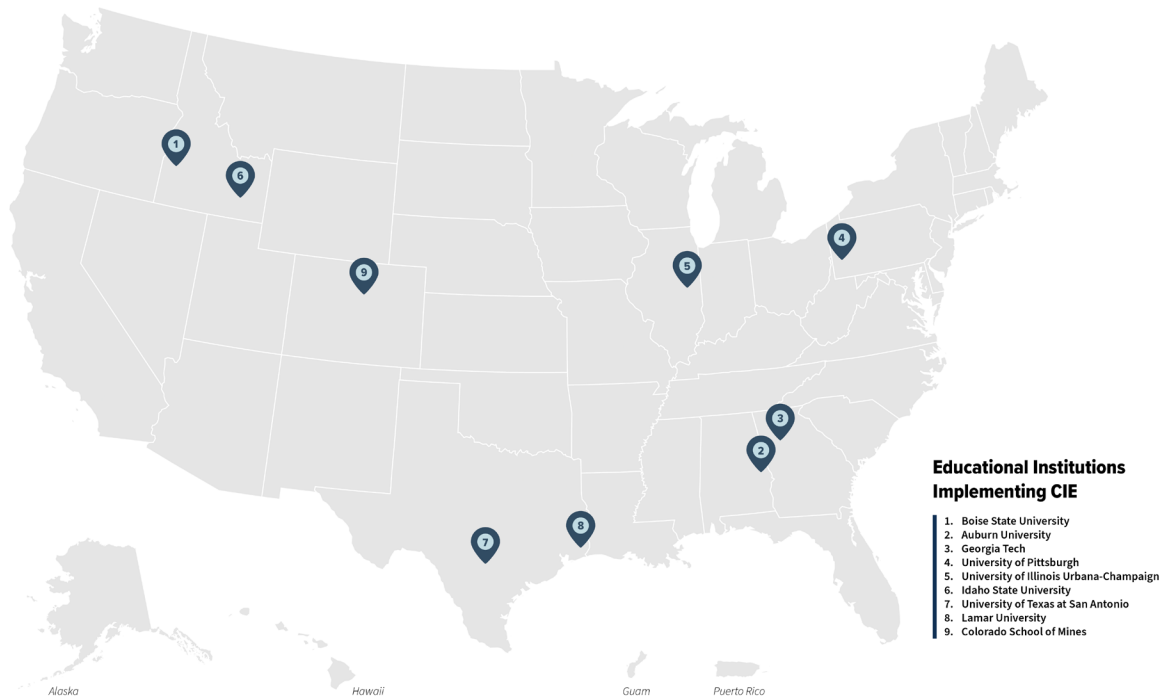 1
6
9
5
4
3
2
8
7
Educational Institutions
Implementing CIE
1. Boise State University
2. Auburn University
3. Georgia Tech
4. University of Pittsburgh
5. University of Illinois Urbana-Champaign
6. Idaho State University
7. University of Texas at San Antonio
8. Lamar University
9. Colorado School of Mines
Alaska
Hawaii
Guam
Puerto Rico